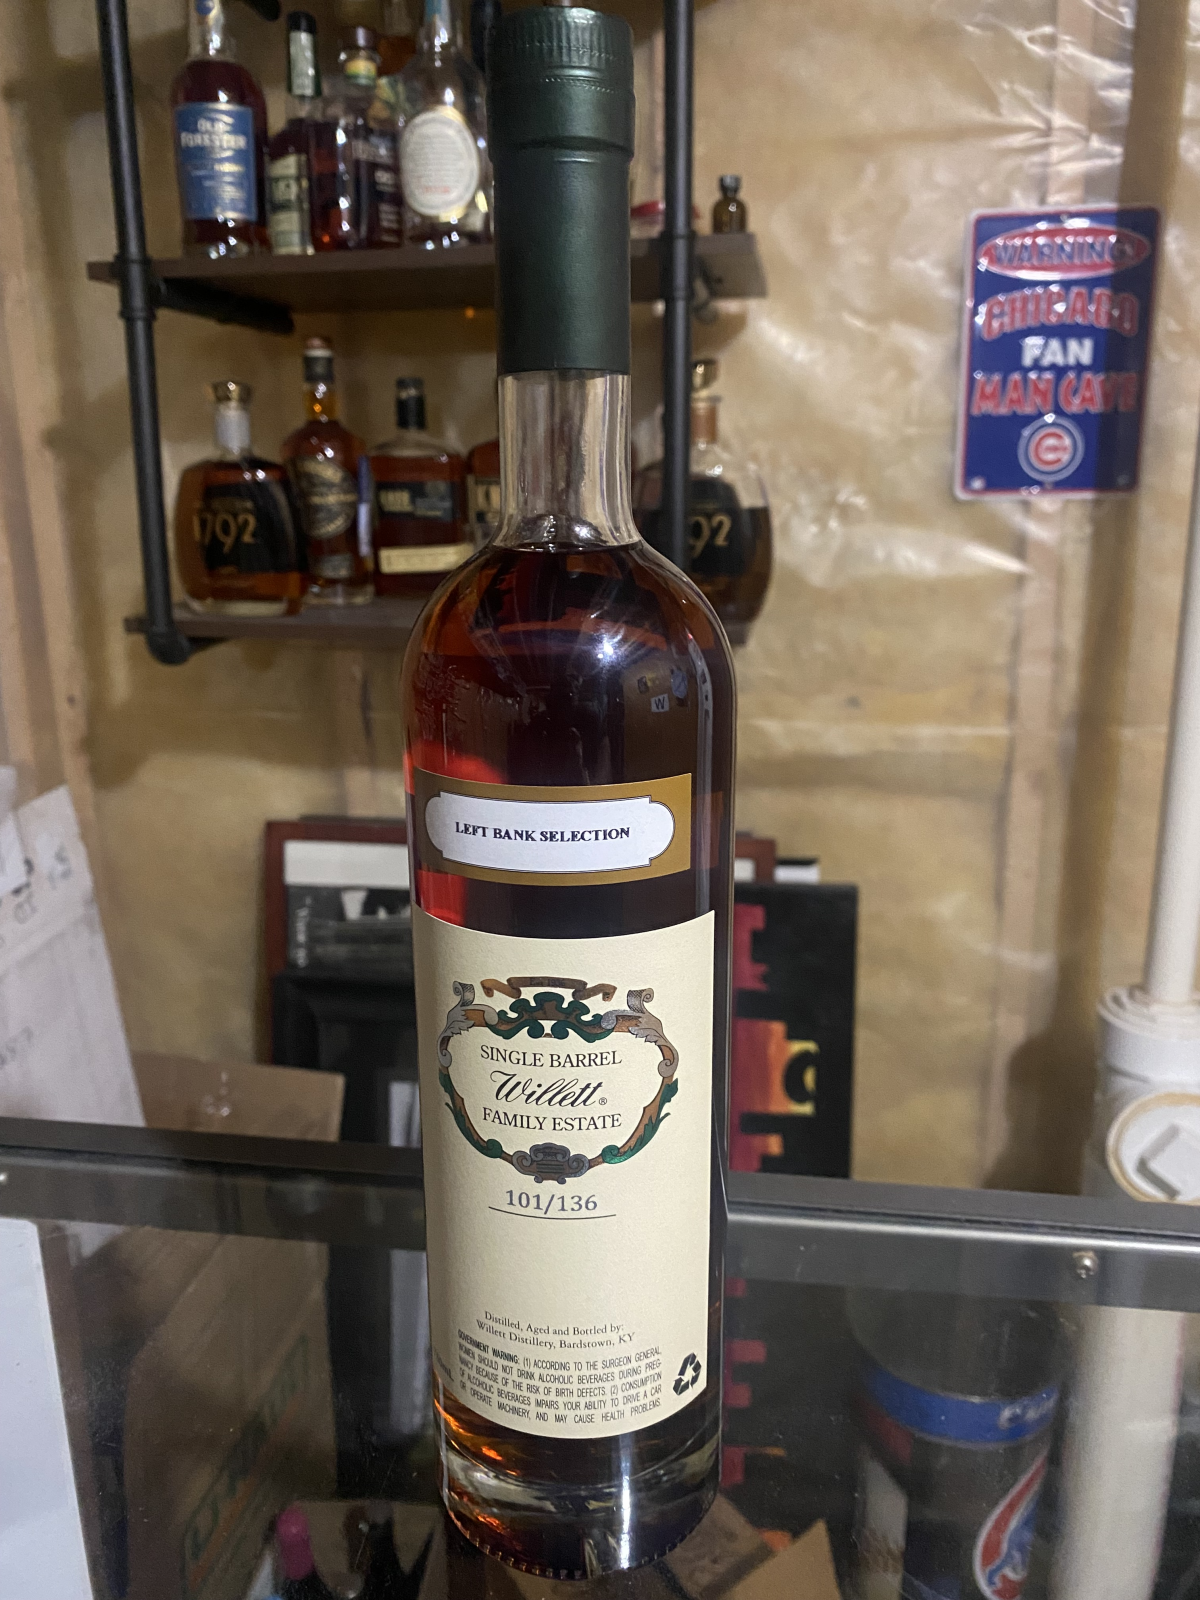 OLD
FORESTER
1792
92
WARNING
CHICAGO
FAN
MAN CAVE
C
W
LEFT BANK SELECTION
SINGLE BARREL
Willett®
FAMILY ESTATE
101/136
Distilled, Aged and Bottled by:
Willett Distillery, Bardstown, KY
GOVERNMENT WARNING: (1) ACCORDING TO THE SURGEON GENERAL,
WOMEN SHOULD NOT DRINK ALCOHOLIC BEVERAGES DURING PREG-
NANCY BECAUSE OF THE RISK OF BIRTH DEFECTS. (2) CONSUMPTION
OF ALCOHOLIC BEVERAGES IMPAIRS YOUR ABILITY TO DRIVE A CAR
OR OPERATE MACHINERY, AND MAY CAUSE HEALTH PROBLEMS.